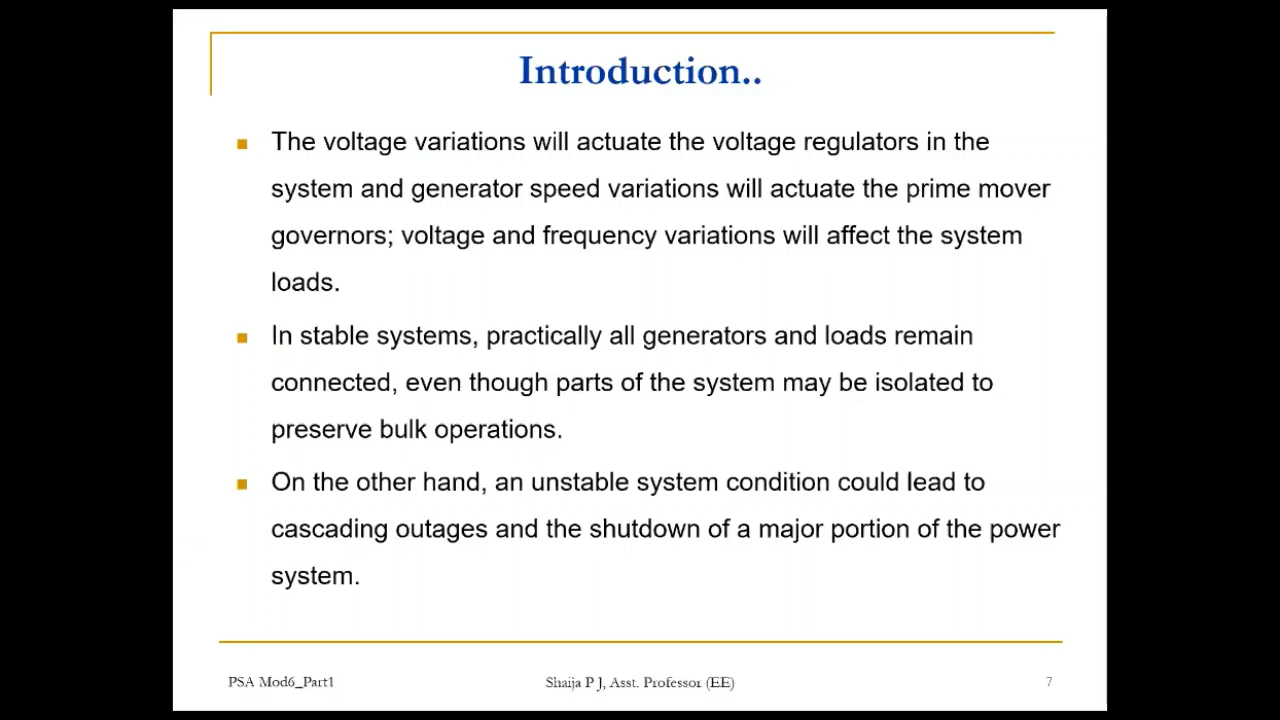 Introduction..
The voltage variations will actuate the voltage regulators in the
system and generator speed variations will actuate the prime mover
governors; voltage and frequency variations will affect the system
loads.
In stable systems, practically all generators and loads remain
connected, even though parts of the system may be isolated to
preserve bulk operations.
On the other hand, an unstable system condition could lead to
cascading outages and the shutdown of a major portion of the power
system.
PSA Mod6_Part1
Shaija P J, Asst. Professor (EE)
7